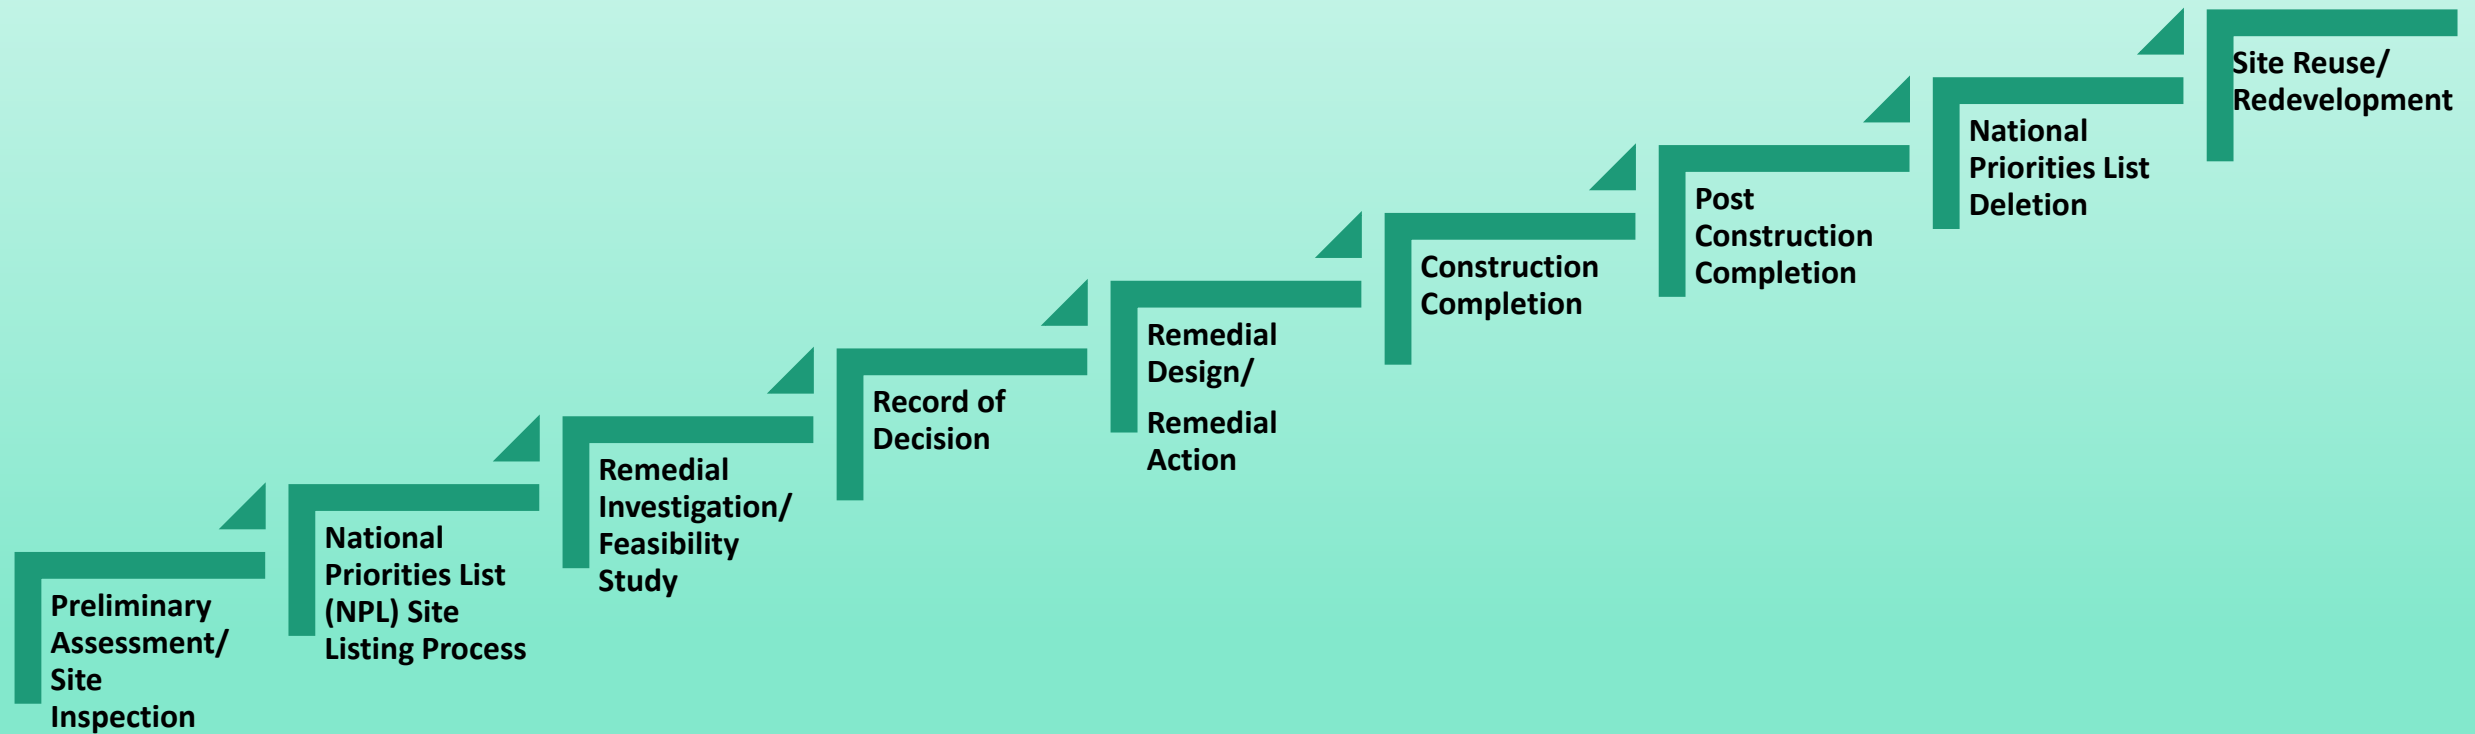 Preliminary
Assessment/
Site
Inspection
National
Priorities List
(NPL) Site
Listing Process
Remedial
Investigation/
Feasibility
Study
Record of
Decision
Remedial
Design/
Remedial
Action
Construction
Completion
Post
Construction
Completion
National
Priorities List
Deletion
Site Reuse/
Redevelopment